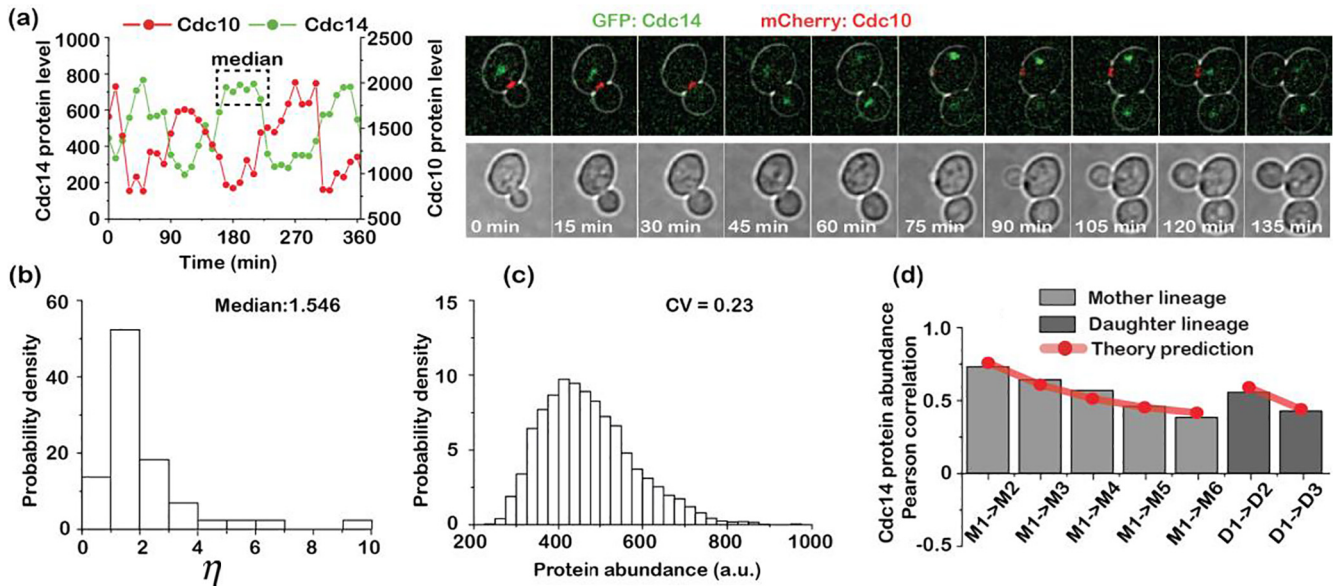 (a)
Cdc10 Cdc14
GFP: Cdc14 mCherry: Cdc10
median
Cdc14 protein level
1000
800
600
400
200
0
2500
2000
1500
1000
500
Cdc10 protein level
0 90 180 270 360
Time (min)
0 min 15 min 30 min 45 min 60 min 75 min 90 min 105 min 120 min 135 min
(b)
Median:1.546
Probability density
60
40
20
0
0 2 4 6 8 10
η
(c)
CV = 0.23
Probability density
15
10
5
0
200 400 600 800 1000
Protein abundance (a.u.)
(d)
Mother lineage
Daughter lineage
Theory prediction
Cdc14 protein abundance
Pearson correlation
1.0
0.5
0
-0.5
M1->M2 M1->M3 M1->M4 M1->M5 M1->M6 D1->D2 D1->D3